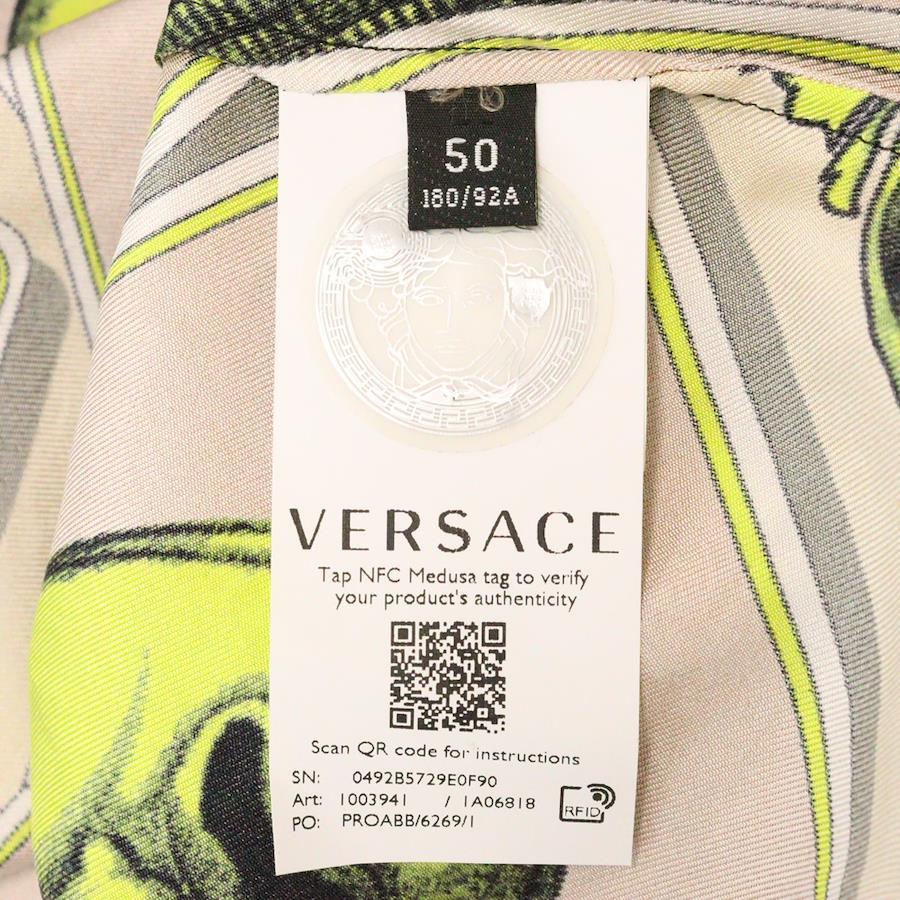 50
180/92A
VERSACE
Tap NFC Medusa tag to verify
your product's authenticity
Scan QR code for instructions
SN: 0492B5729E0F90
Art: 1003941 / 1A06818
PO: PROABB/6269/1
RFID